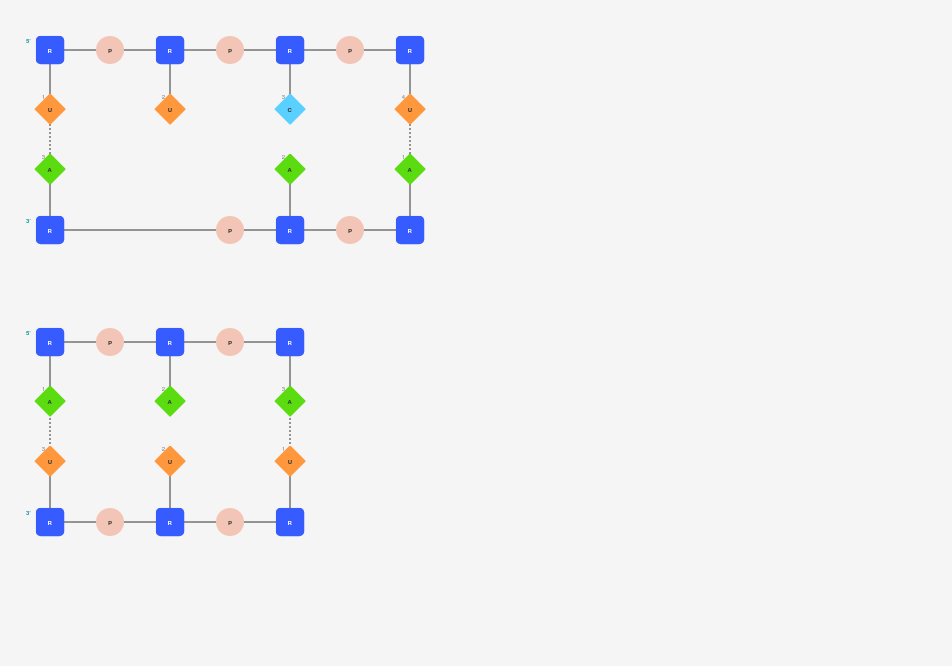 5' R P R P R P R
1 U 2 U 3 C 4 U
3 A 2 A 1 A
3' R P R P R
5' R P R P R
1 A 2 A 3 A
3 U 2 U 1 U
3' R P R P R